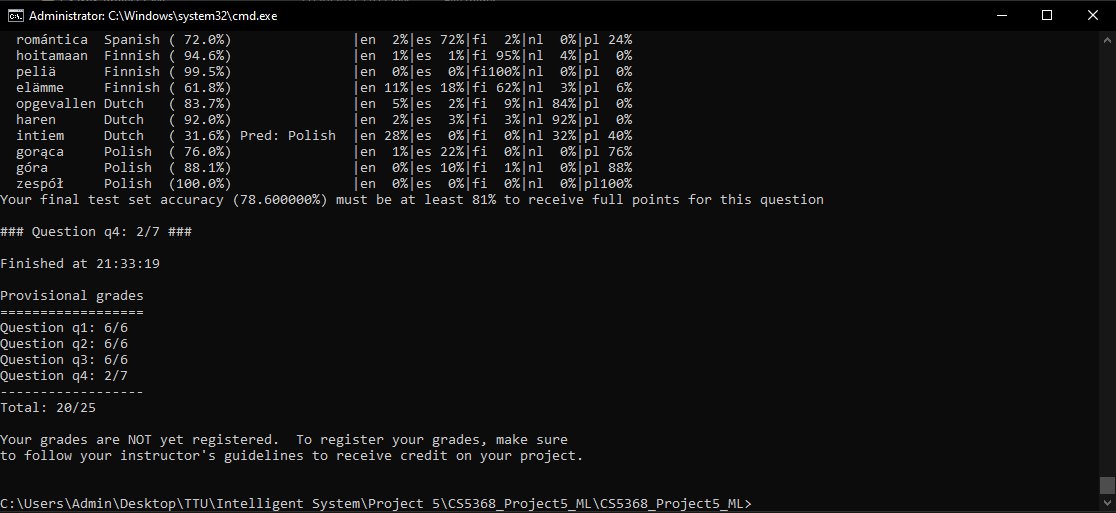 Administrator: C:\Windows\system32\cmd.exe
romántica  Spanish ( 72.0%)               |en  2%|es 72%|fi  2%|nl  0%|pl 24%
hoitamaan  Finnish ( 94.6%)               |en  1%|es  1%|fi 95%|nl  4%|pl  0%
peliä      Finnish ( 99.5%)               |en  0%|es  0%|fi100%|nl  0%|pl  0%
elämme     Finnish ( 61.8%)               |en 11%|es 18%|fi 62%|nl  3%|pl  6%
opgevallen Dutch   ( 83.7%)               |en  5%|es  2%|fi  9%|nl 84%|pl  0%
haren      Dutch   ( 92.0%)               |en  2%|es  3%|fi  3%|nl 92%|pl  0%
intiem     Dutch   ( 31.6%) Pred: Polish  |en 28%|es  0%|fi  0%|nl 32%|pl 40%
gorąca     Polish  ( 76.0%)               |en  1%|es 22%|fi  0%|nl  0%|pl 76%
góra       Polish  ( 88.1%)               |en  0%|es 10%|fi  1%|nl  0%|pl 88%
zespół     Polish  (100.0%)               |en  0%|es  0%|fi  0%|nl  0%|pl100%
Your final test set accuracy (78.600000%) must be at least 81% to receive full points for this question
### Question q4: 2/7 ###
Finished at 21:33:19
Provisional grades
==================
Question q1: 6/6
Question q2: 6/6
Question q3: 6/6
Question q4: 2/7
------------------
Total: 20/25
Your grades are NOT yet registered.  To register your grades, make sure
to follow your instructor's guidelines to receive credit on your project.
C:\Users\Admin\Desktop\TTU\Intelligent System\Project 5\CS5368_Project5_ML\CS5368_Project5_ML>